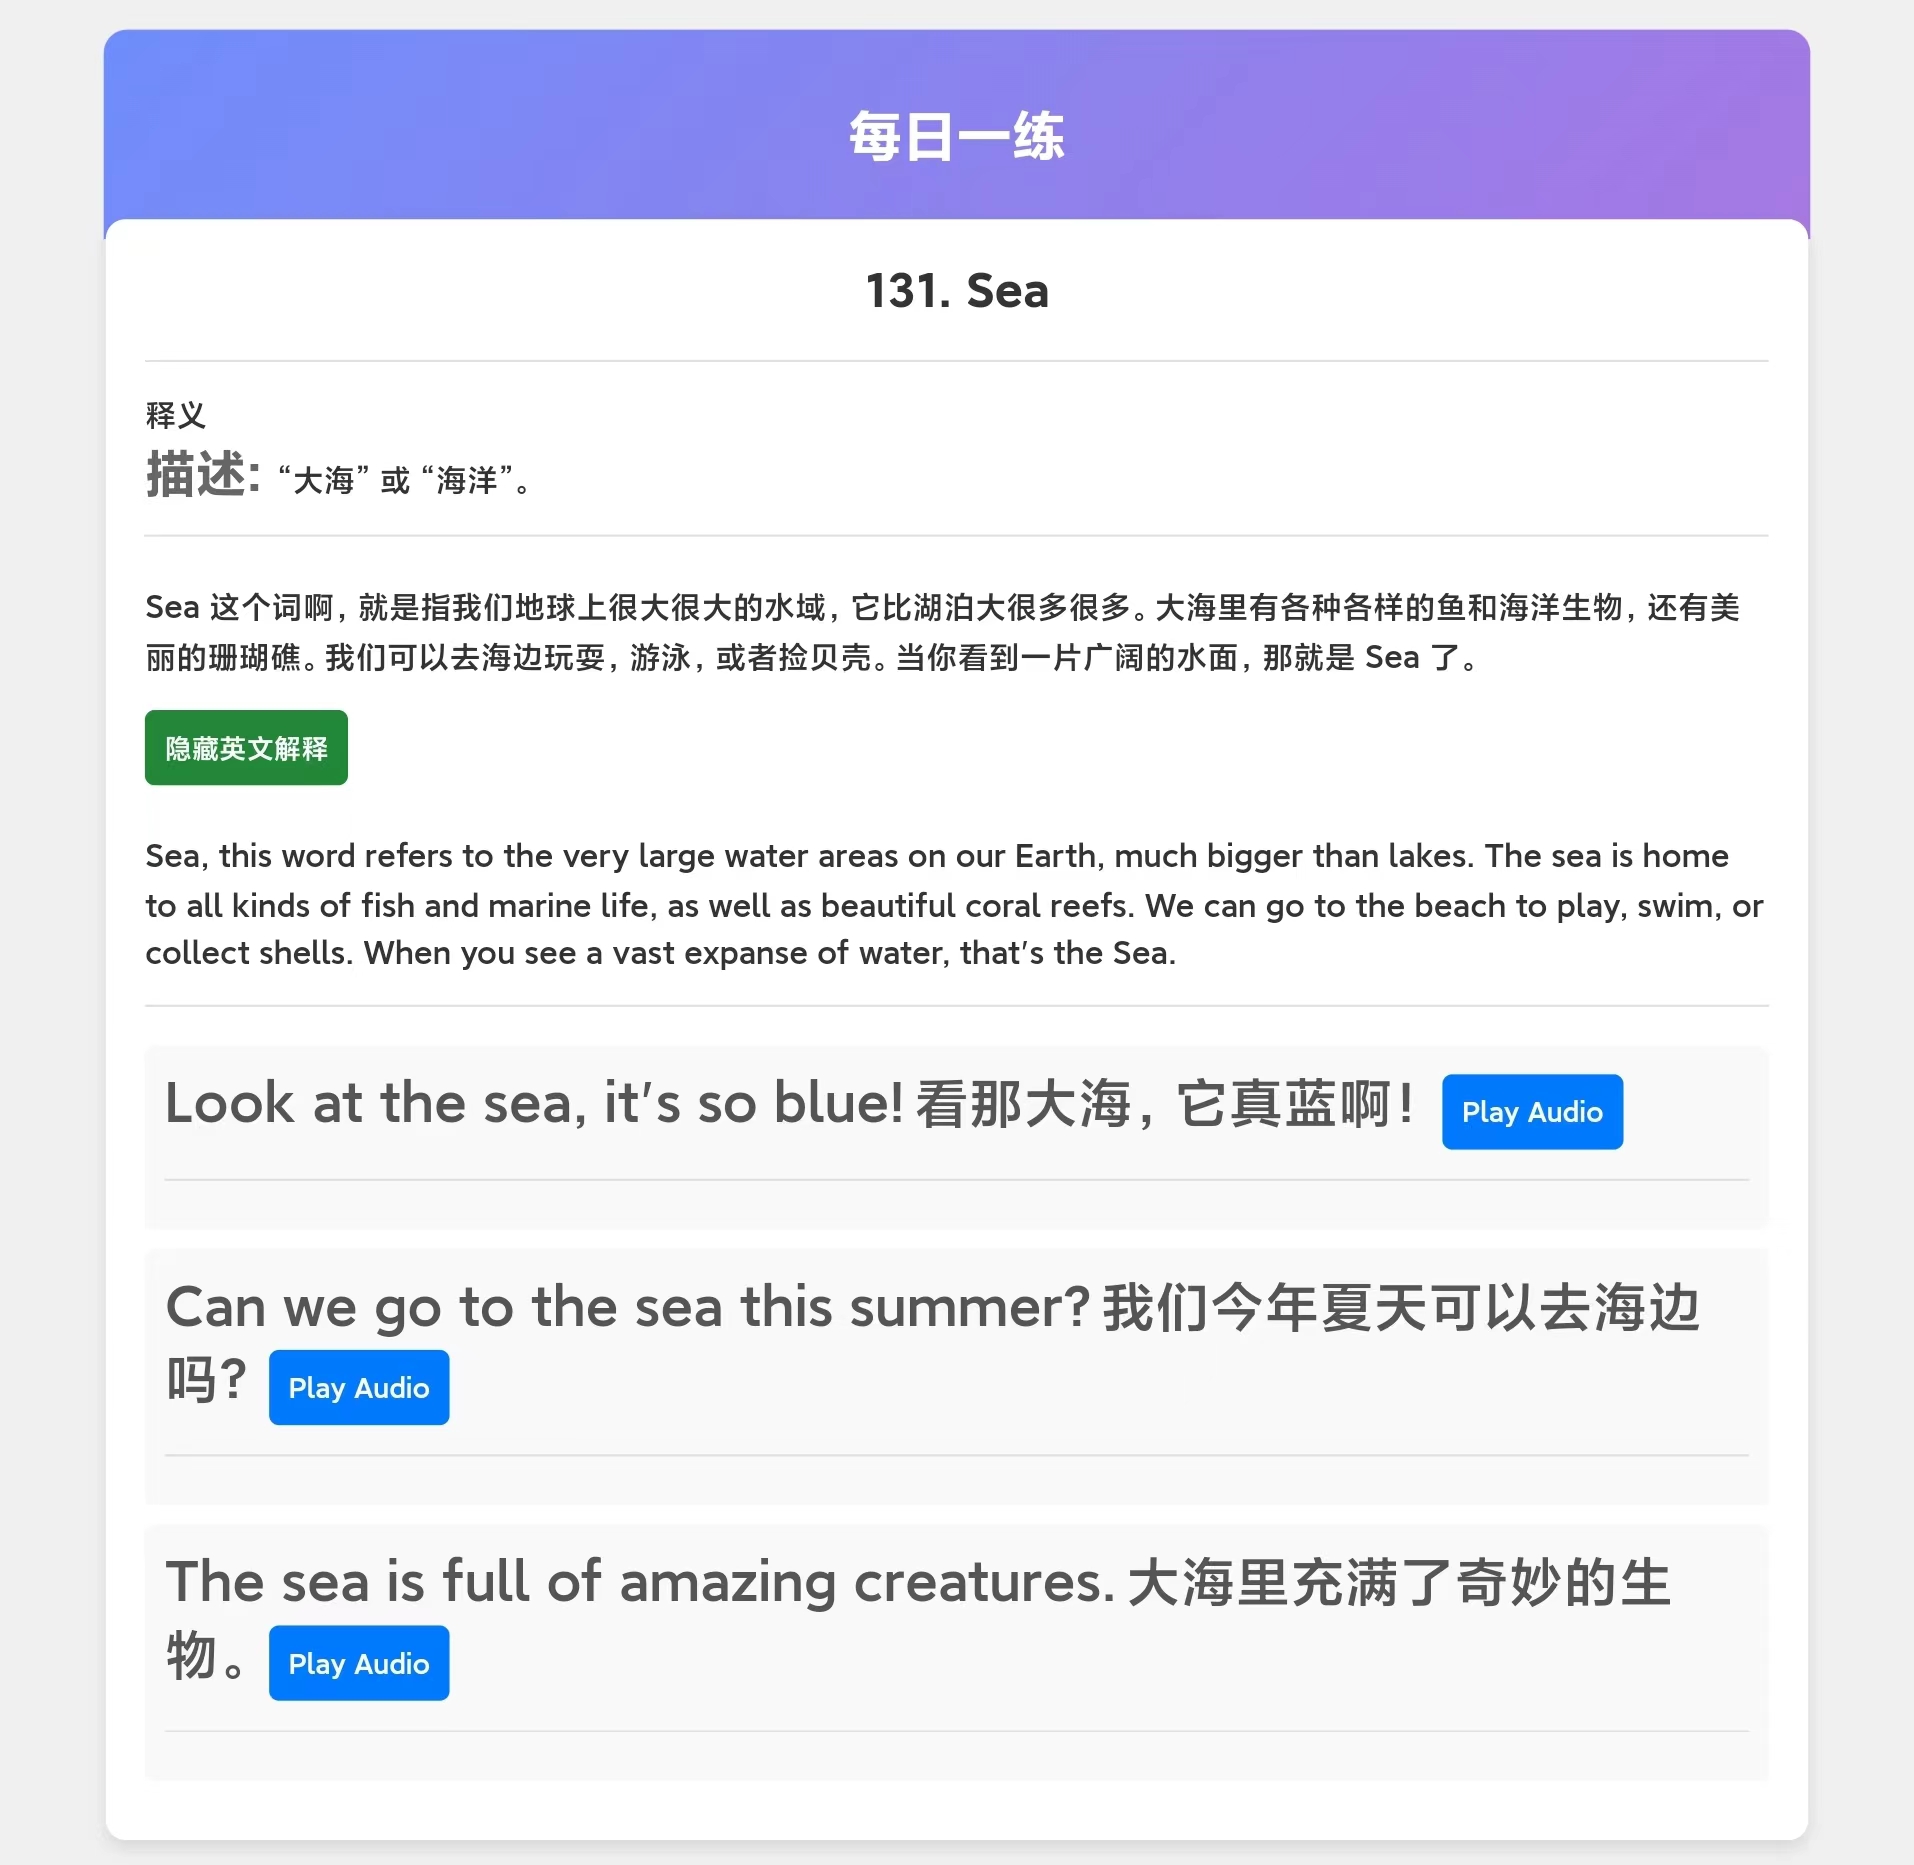 每日一练
131. Sea
释义
描述: “大海” 或 “海洋”。
Sea 这个词啊，就是指我们地球上很大很大的水域，它比湖泊大很多很多。大海里有各种各样的鱼和海洋生物，还有美
丽的珊瑚礁。我们可以去海边玩耍，游泳，或者捡贝壳。当你看到一片广阔的水面，那就是 Sea 了。
隐藏英文解释
Sea, this word refers to the very large water areas on our Earth, much bigger than lakes. The sea is home
to all kinds of fish and marine life, as well as beautiful coral reefs. We can go to the beach to play, swim, or
collect shells. When you see a vast expanse of water, that's the Sea.
Look at the sea, it's so blue! 看那大海，它真蓝啊！ Play Audio
Can we go to the sea this summer? 我们今年夏天可以去海边
吗？ Play Audio
The sea is full of amazing creatures. 大海里充满了奇妙的生
物。 Play Audio